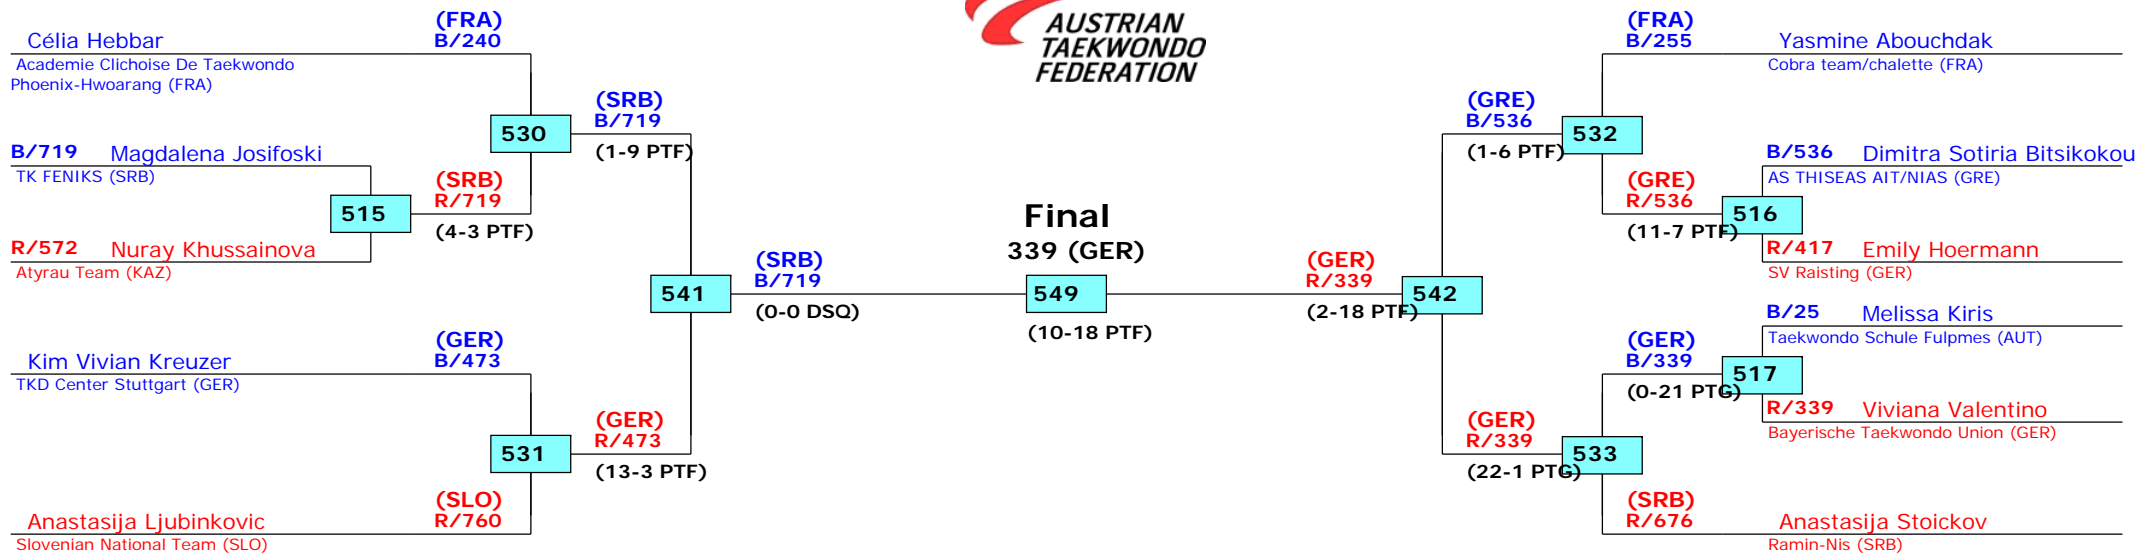 (FRA)
Célia Hebbar
B/240
Academie Clichoise De Taekwondo
Phoenix-Hwoarang (FRA)
B/719 Magdalena Josifoski
TK FENIKS (SRB)
R/572 Nuray Khussainova
Atyrau Team (KAZ)
515
(SRB)
R/719
(4-3 PTF)
530
(SRB)
B/719
(1-9 PTF)
(GER)
Kim Vivian Kreuzer
B/473
TKD Center Stuttgart (GER)
531
(GER)
R/473
(13-3 PTF)
(SLO)
Anastasija Ljubinkovic
R/760
Slovenian National Team (SLO)
541
(SRB)
B/719
(0-0 DSQ)
AUSTRIAN
TAEKWONDO
FEDERATION
Final
339 (GER)
549
(10-18 PTF)
(GER)
R/339
(2-18 PTF)
542
(GRE)
B/536
(1-6 PTF)
532
(FRA)
B/255
Yasmine Abouchdak
Cobra team/chalette (FRA)
B/536 Dimitra Sotiria Bitsikokou
AS THISEAS AIT/NIAS (GRE)
(GRE)
R/536
(11-7 PTF)
516
R/417 Emily Hoermann
SV Raisting (GER)
B/25 Melissa Kiris
Taekwondo Schule Fulpmes (AUT)
(GER)
B/339
(0-21 PTG)
517
R/339 Viviana Valentino
Bayerische Taekwondo Union (GER)
(GER)
R/339
(22-1 PTG)
533
(SRB)
R/676
Anastasija Stoickov
Ramin-Nis (SRB)